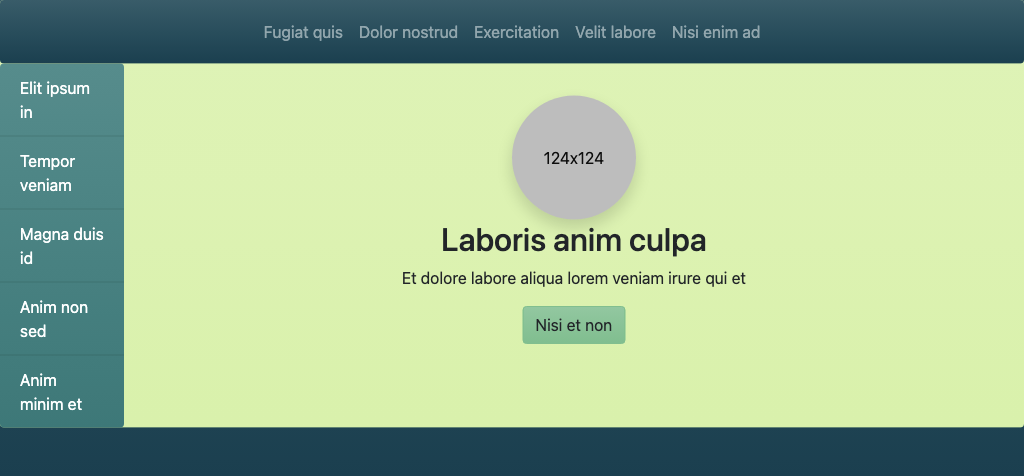 Fugiat quis Dolor nostrud Exercitation Velit labore Nisi enim ad
Elit ipsum
in
Tempor
veniam
Magna duis
id
Anim non
sed
Anim
minim et
124x124
Laboris anim culpa
Et dolore labore aliqua lorem veniam irure qui et
Nisi et non